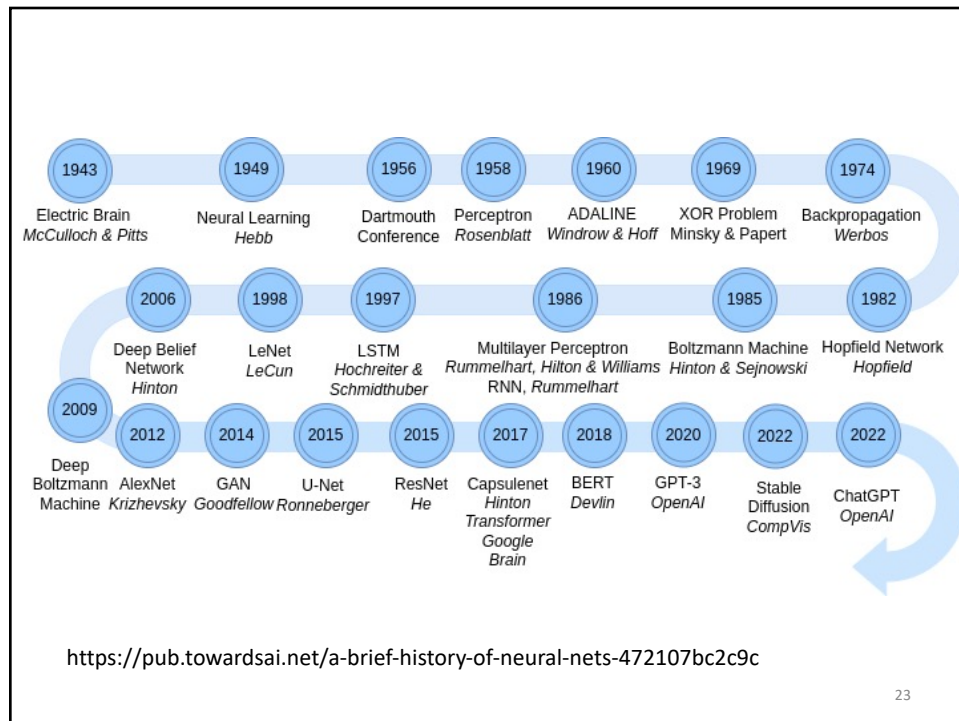 1943
1949
1956
1958
1960
1969
1974
Electric Brain
McCulloch & Pitts
Neural Learning
Hebb
Dartmouth
Conference
Perceptron
Rosenblatt
ADALINE
Windrow & Hoff
XOR Problem
Minsky & Papert
Backpropagation
Werbos
1982
Hopfield Network
Hopfield
1985
Boltzmann Machine
Hinton & Sejnowski
1986
Multilayer Perceptron
Rummelhart, Hilton & Williams
RNN, Rummelhart
1997
LSTM
Hochreiter &
Schmidthuber
1998
LeNet
LeCun
2006
Deep Belief
Network
Hinton
2009
Deep
Boltzmann
Machine
2012
AlexNet
Krizhevsky
2014
GAN
Goodfellow
2015
U-Net
Ronneberger
2015
ResNet
He
2017
Capsulenet
Hinton
Transformer
Google
Brain
2018
BERT
Devlin
2020
GPT-3
OpenAI
2022
Stable
Diffusion
CompVis
2022
ChatGPT
OpenAI
https://pub.towardsai.net/a-brief-history-of-neural-nets-472107bc2c9c
23